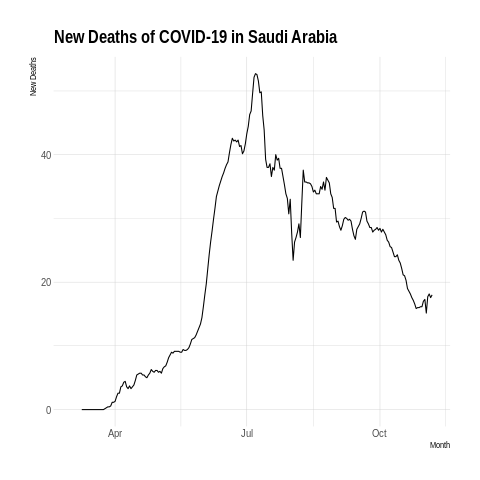 New Deaths of COVID-19 in Saudi Arabia
New Deaths
40
20
0
Apr Jul Oct
Month